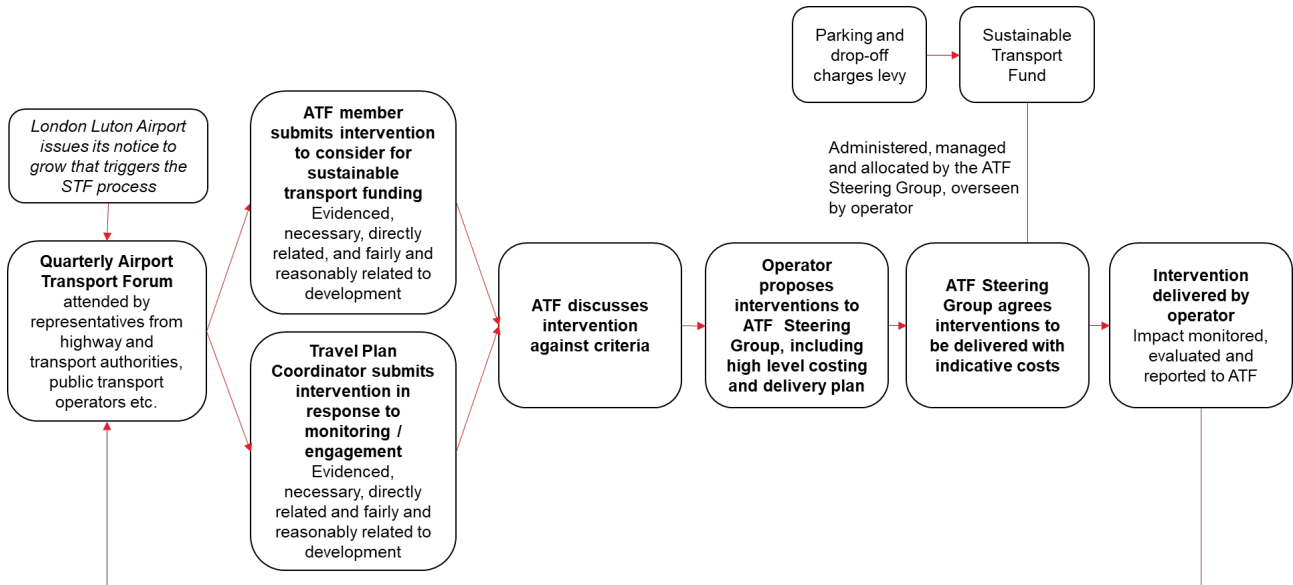 London Luton Airport
issues its notice to
grow that triggers the
STF process
Quarterly Airport
Transport Forum
attended by
representatives from
highway and
transport authorities,
public transport
operators etc.
ATF member
submits intervention
to consider for
sustainable
transport funding
Evidenced,
necessary, directly
related, and fairly and
reasonably related to
development
Travel Plan
Coordinator submits
intervention in
response to
monitoring /
engagement
Evidenced,
necessary, directly
related and fairly and
reasonably related to
development
ATF discusses
intervention
against criteria
Operator
proposes
interventions to
ATF Steering
Group, including
high level costing
and delivery plan
Parking and
drop-off
charges levy
Sustainable
Transport
Fund
Administered, managed
and allocated by the ATF
Steering Group, overseen
by operator
ATF Steering
Group agrees
interventions to
be delivered with
indicative costs
Intervention
delivered by
operator
Impact monitored,
evaluated and
reported to ATF